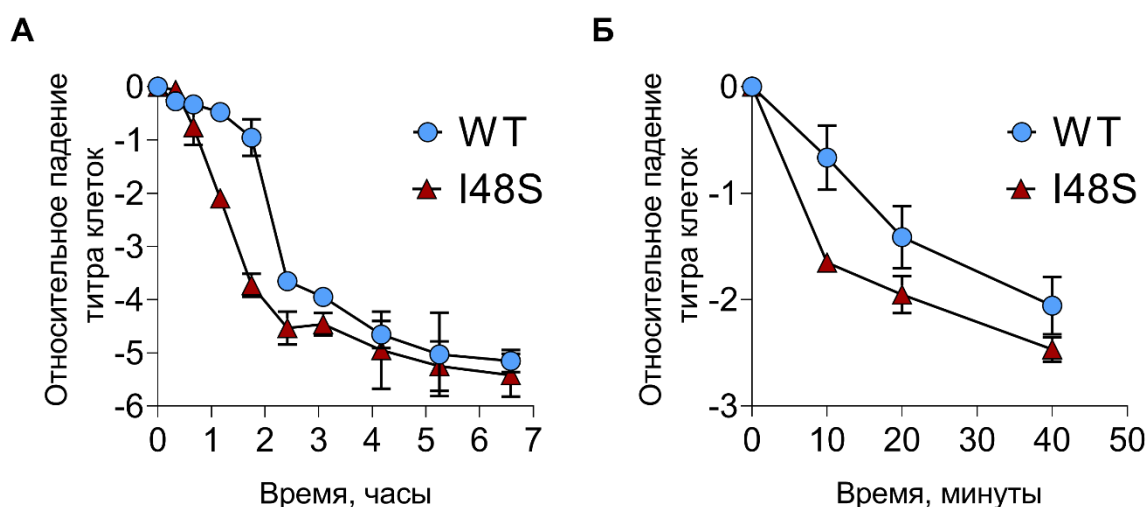 А
Относительное падение
титра клеток
0
-1
-2
-3
-4
-5
-6
0 1 2 3 4 5 6 7
Время, часы
WT
I48S
Б
Относительное падение
титра клеток
0
-1
-2
-3
0 10 20 30 40 50
Время, минуты
WT
I48S